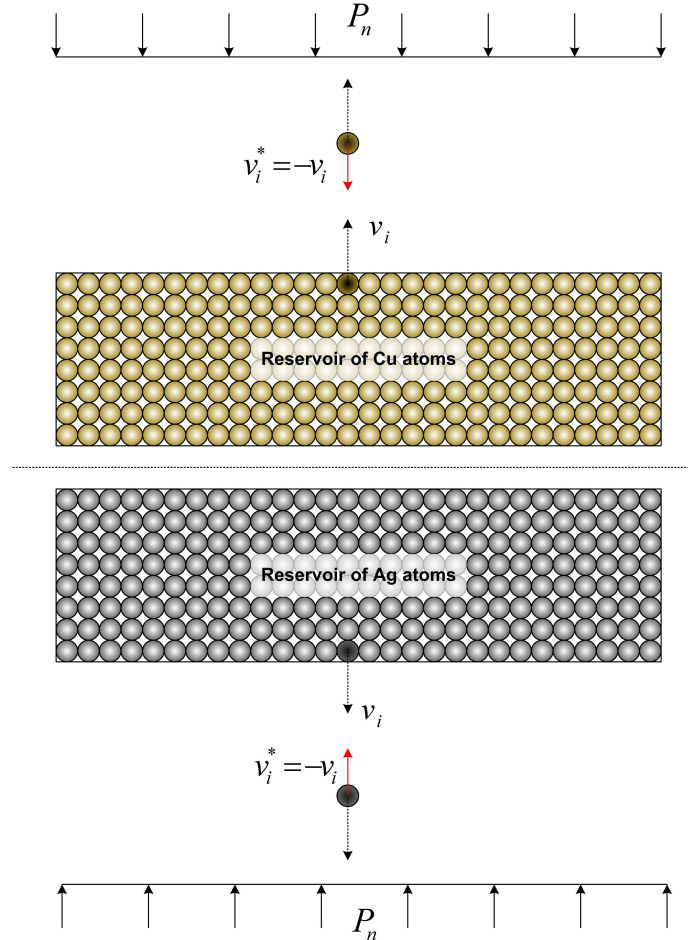 P_n
v_i^* = -v_i
v_i
Reservoir of Cu atoms
Reservoir of Ag atoms
v_i
v_i^* = -v_i
P_n